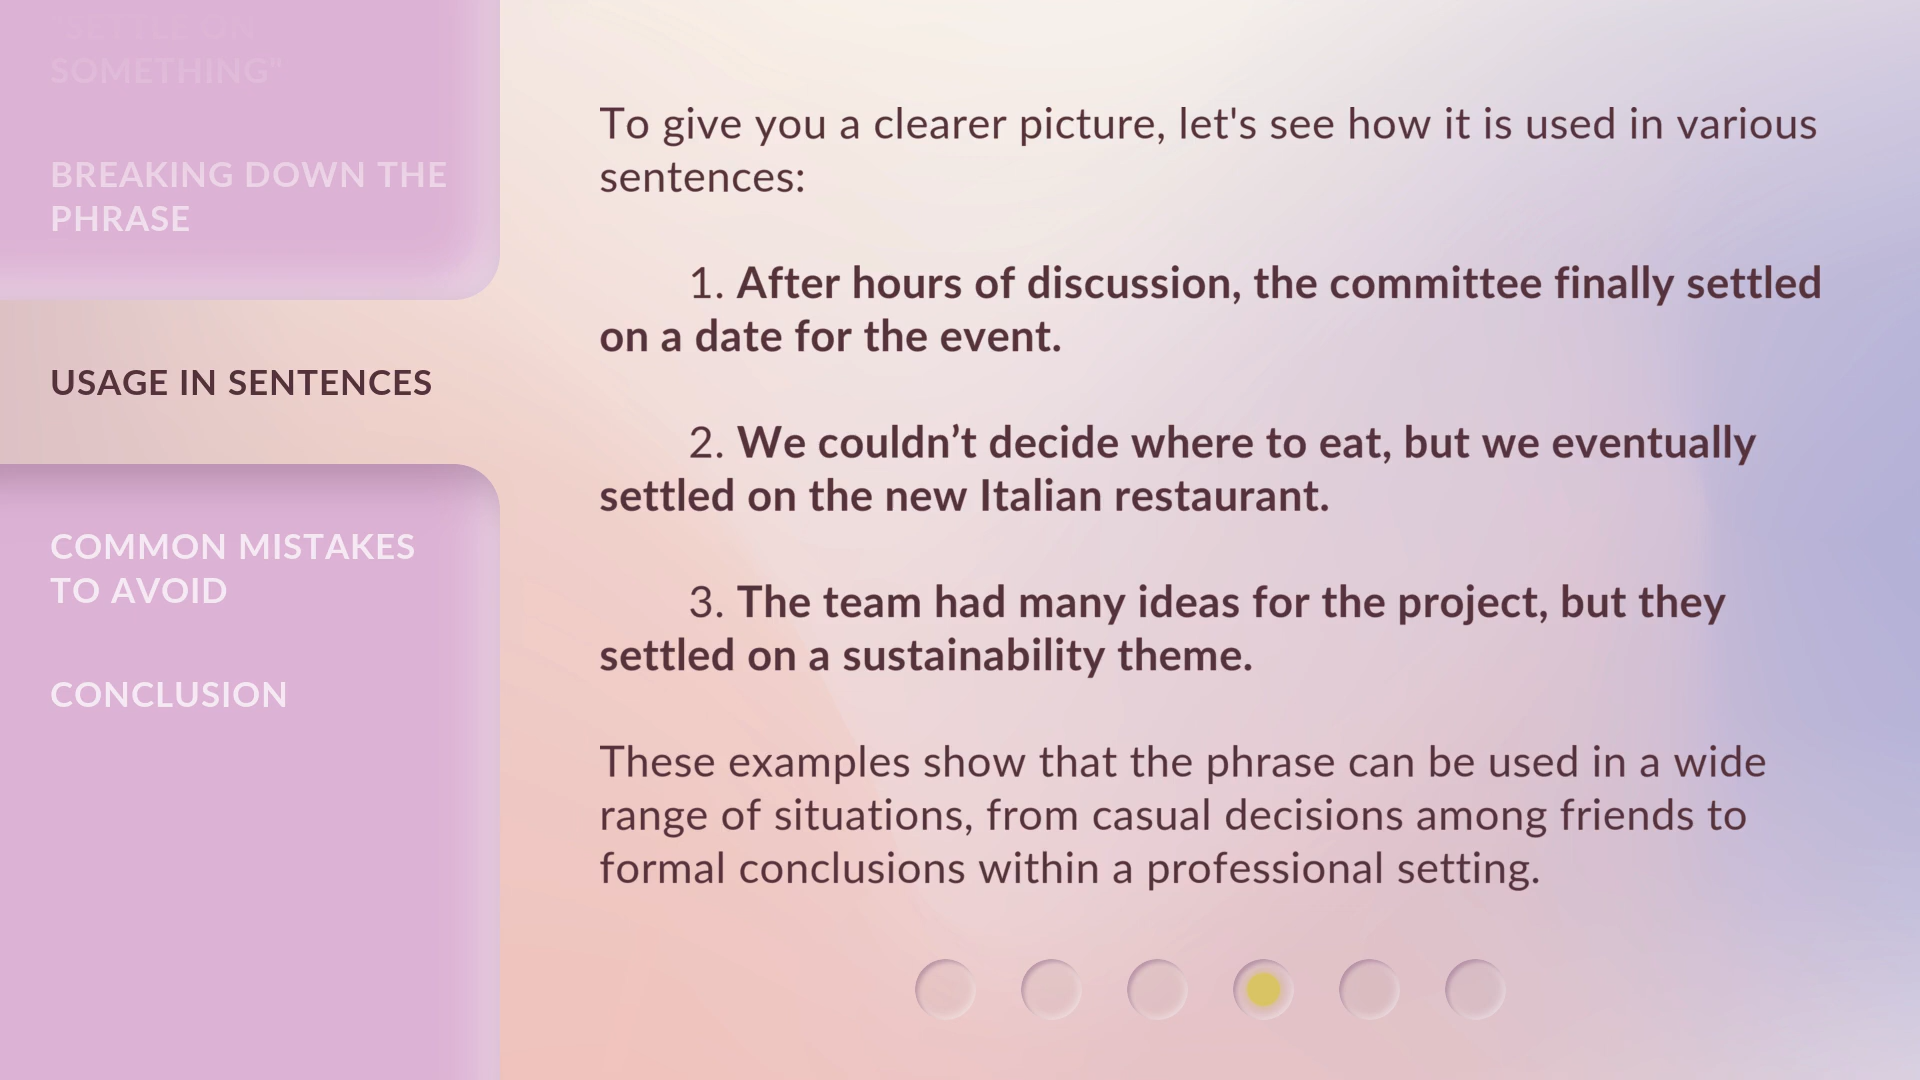 "SETTLE ON
SOMETHING"
BREAKING DOWN THE
PHRASE
USAGE IN SENTENCES
COMMON MISTAKES
TO AVOID
CONCLUSION
To give you a clearer picture, let's see how it is used in various
sentences:
1. After hours of discussion, the committee finally settled
on a date for the event.
2. We couldn’t decide where to eat, but we eventually
settled on the new Italian restaurant.
3. The team had many ideas for the project, but they
settled on a sustainability theme.
These examples show that the phrase can be used in a wide
range of situations, from casual decisions among friends to
formal conclusions within a professional setting.